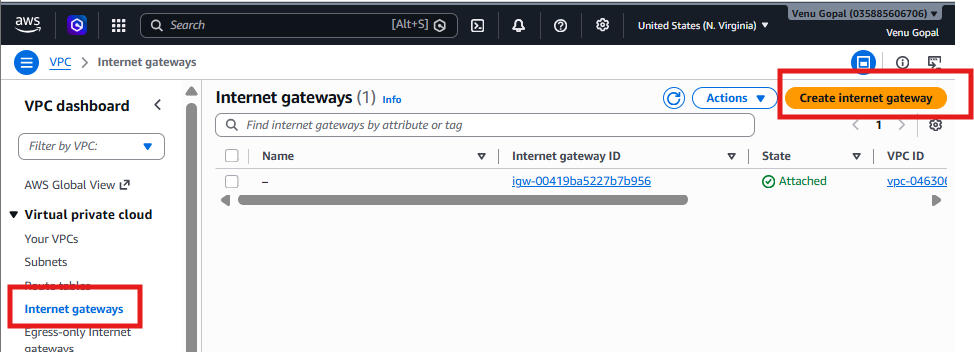 aws Search [Alt+S] United States (N. Virginia) Venu Gopal (035885606706)
Venu Gopal
VPC > Internet gateways
VPC dashboard
Filter by VPC:
AWS Global View
Virtual private cloud
Your VPCs
Subnets
Route tables
Internet gateways
Egress-only Internet
gateways
Internet gateways (1) Info Actions Create internet gateway
Find internet gateways by attribute or tag 1
Name Internet gateway ID State VPC ID
– igw-00419ba5227b7b956 Attached vpc-046306